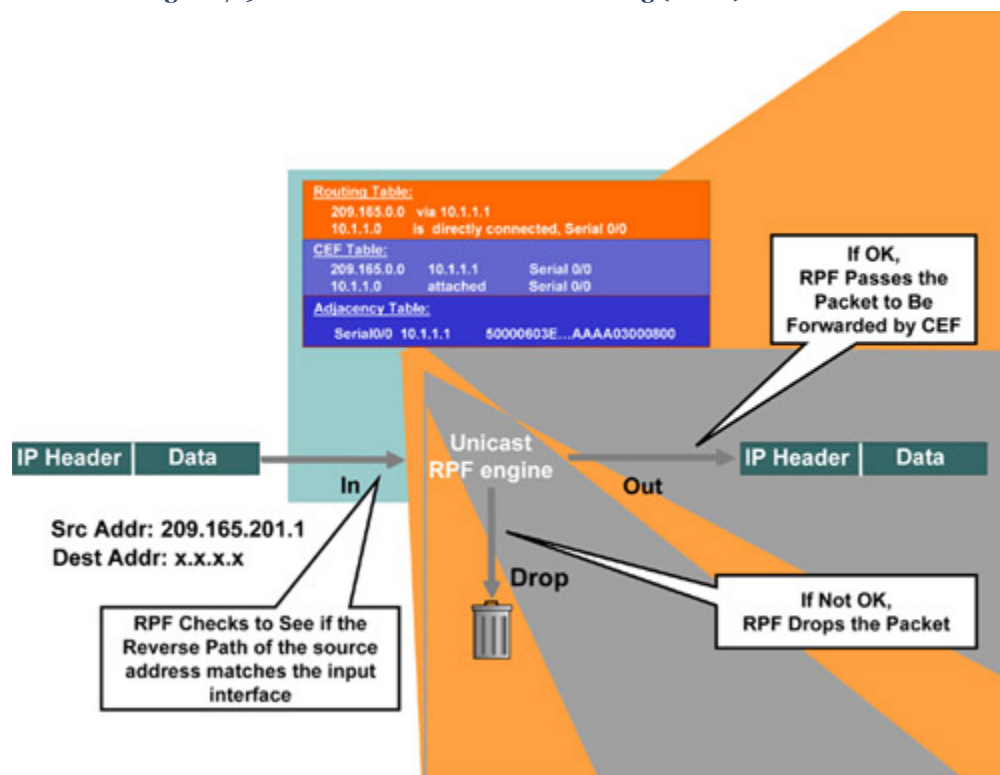 Routing Table:
209.165.0.0 via 10.1.1.1
10.1.1.0 is directly connected, Serial 0/0
CEF Table:
209.165.0.0 10.1.1.1 Serial 0/0
10.1.1.0 attached Serial 0/0
Adjacency Table:
Serial0/0 10.1.1.1 50000603E...AAAA03000800
If OK,
RPF Passes the
Packet to Be
Forwarded by CEF
IP Header Data
In
Unicast
RPF engine
Out
IP Header Data
Src Addr: 209.165.201.1
Dest Addr: x.x.x.x
Drop
RPF Checks to See if the
Reverse Path of the source
address matches the input
interface
If Not OK,
RPF Drops the Packet